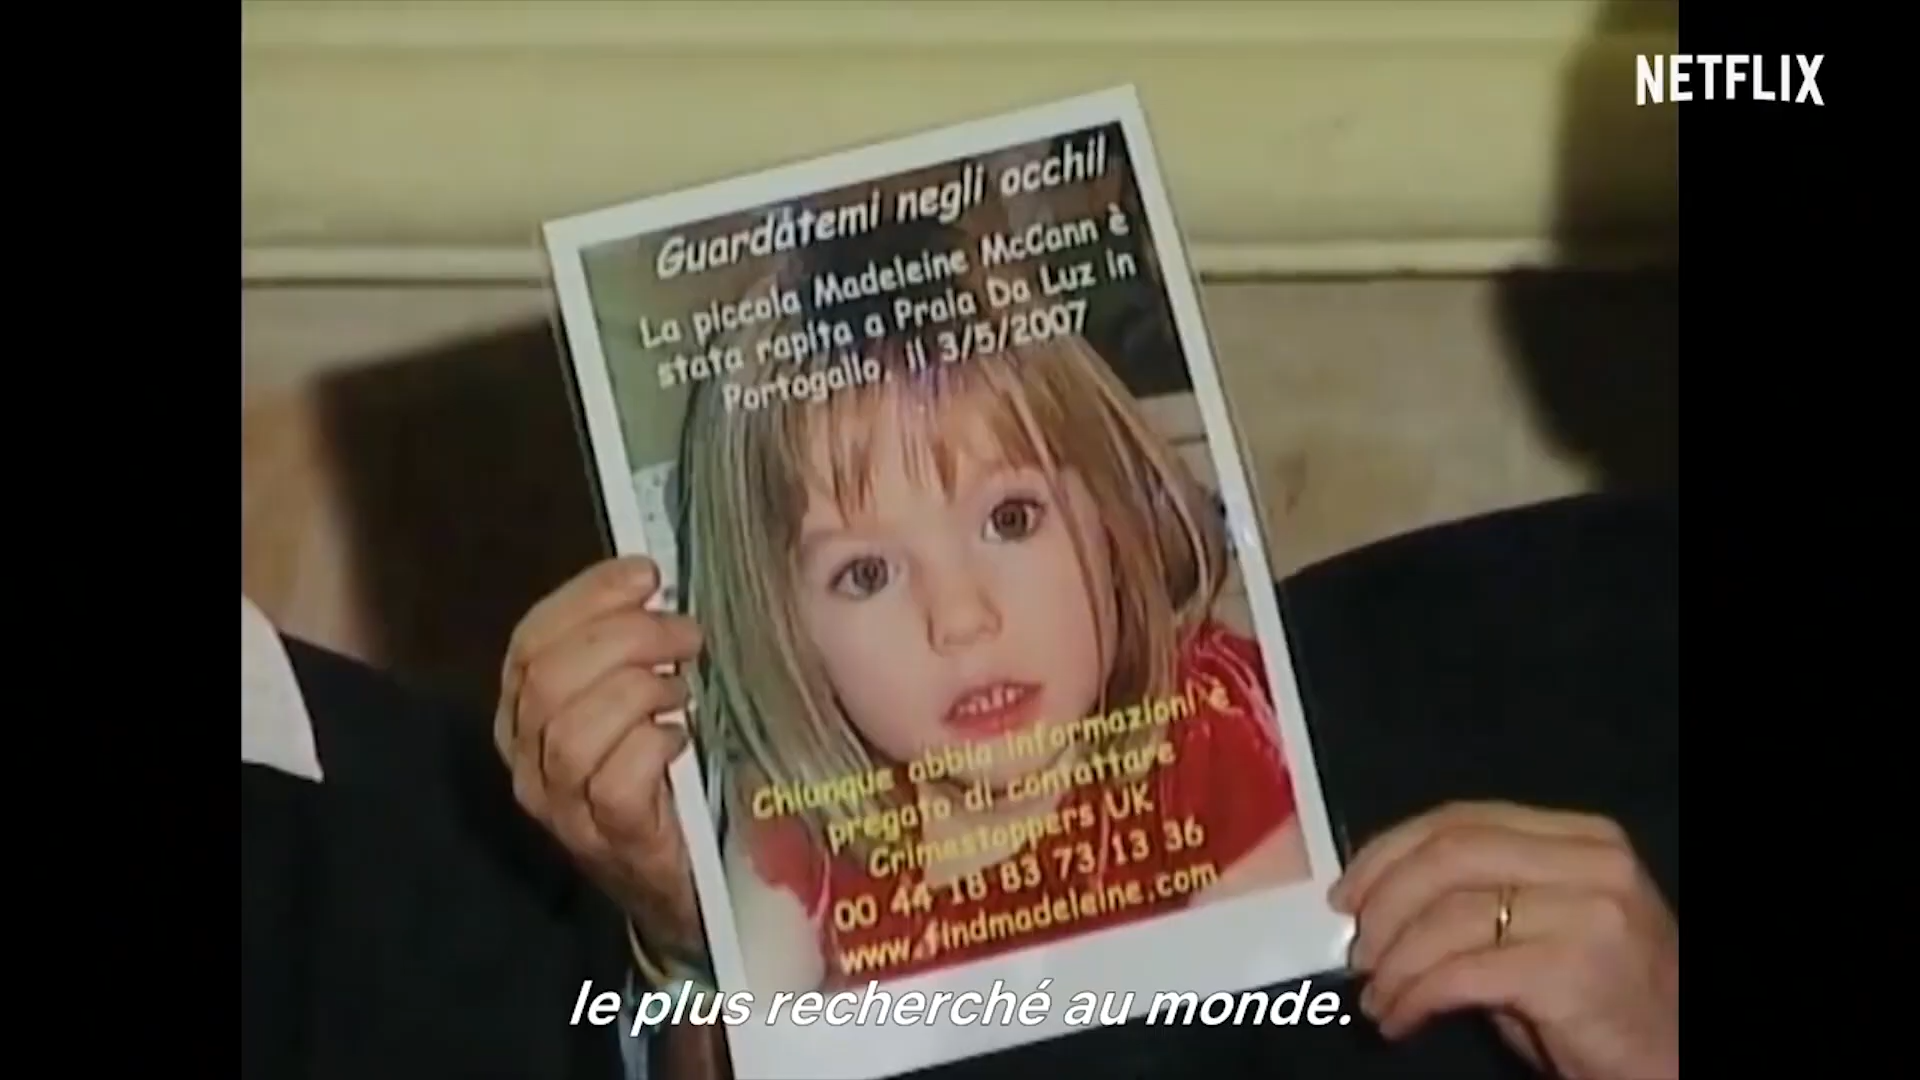 NETFLIX
Guardàtemi negli occhi!
La piccola Madeleine McCann è
stata rapita a Praia Da Luz in
Portogallo, il 3/5/2007
Chiunque abbia informazioni è
pregato di contattare
Crimestoppers UK
00 44 18 83 73 13 36
www.findmadeleine.com
le plus recherché au monde.